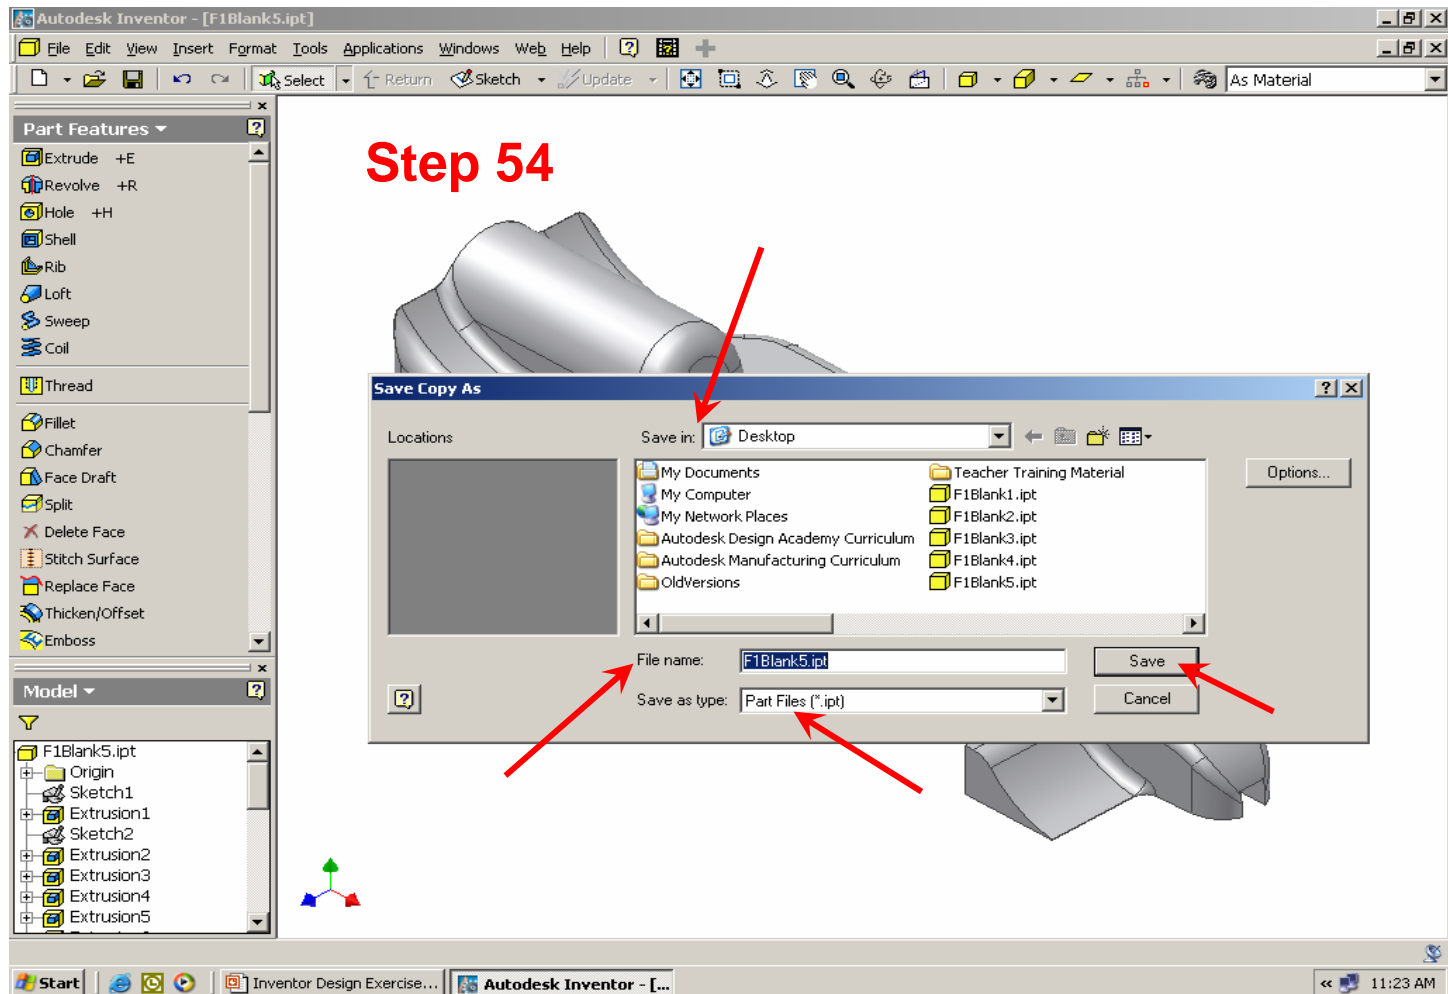 Autodesk Inventor - [F1Blank5.ipt]
File Edit View Insert Format Tools Applications Windows Web Help
Select Return Sketch Update As Material
Part Features
Extrude +E
Revolve +R
Hole +H
Shell
Rib
Loft
Sweep
Coil
Thread
Fillet
Chamfer
Face Draft
Split
Delete Face
Stitch Surface
Replace Face
Thicken/Offset
Emboss
Model
F1Blank5.ipt
Origin
Sketch1
Extrusion1
Sketch2
Extrusion2
Extrusion3
Extrusion4
Extrusion5
Step 54
Save Copy As
Locations
Save in: Desktop
My Documents
My Computer
My Network Places
Autodesk Design Academy Curriculum
Autodesk Manufacturing Curriculum
OldVersions
Teacher Training Material
F1Blank1.ipt
F1Blank2.ipt
F1Blank3.ipt
F1Blank4.ipt
F1Blank5.ipt
Options...
File name: F1Blank5.ipt
Save
Save as type: Part Files (*.ipt)
Cancel
Start Inventor Design Exercise... Autodesk Inventor - [... « 11:23 AM